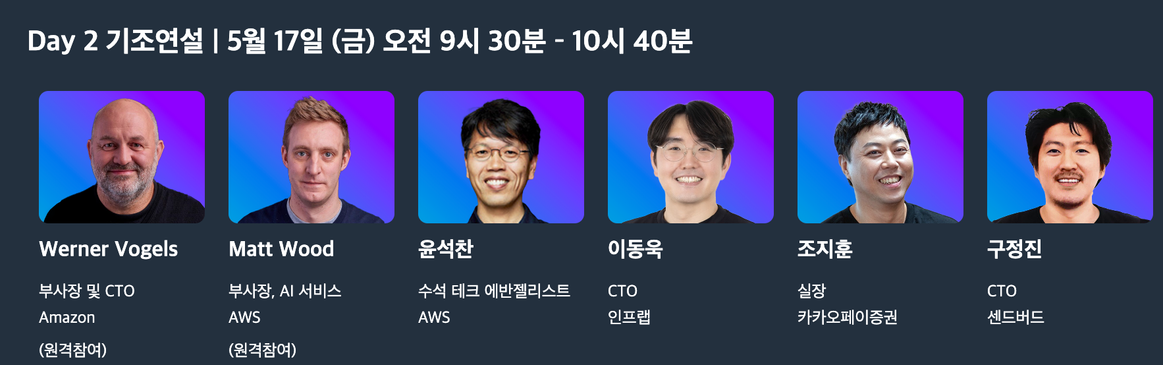 Day 2 기조연설 | 5월 17일 (금) 오전 9시 30분 - 10시 40분
Werner Vogels
부사장 및 CTO
Amazon
(원격참여)
Matt Wood
부사장, AI 서비스
AWS
(원격참여)
윤석찬
수석 테크 에반젤리스트
AWS
이동욱
CTO
인프랩
조지훈
실장
카카오페이증권
구정진
CTO
센드버드